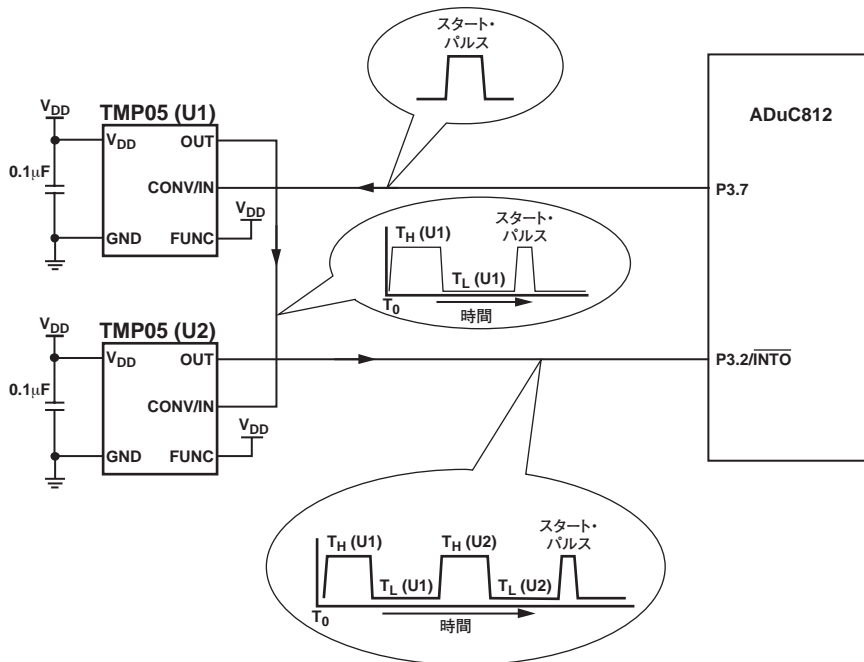 スタート・
パルス
ADuC812
VDD
TMP05 (U1)
VDD
OUT
0.1μF
CONV/IN
P3.7
VDD
GND
FUNC
TH (U1)
スタート・
パルス
TL (U1)
T0
時間
VDD
TMP05 (U2)
VDD
OUT
P3.2/INTO
0.1μF
CONV/IN
VDD
GND
FUNC
TH (U1)
TH (U2)
スタート・
パルス
TL (U1)
TL (U2)
T0
時間